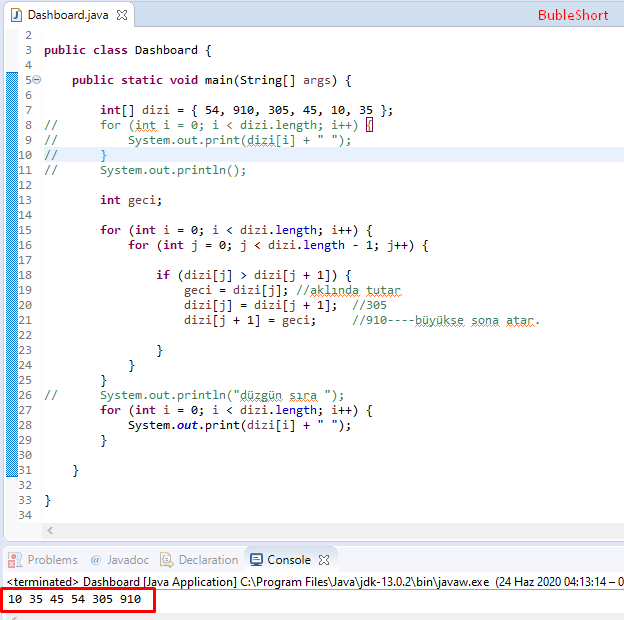 Dashboard.java
BubleShort
2
3 public class Dashboard {
4
5 public static void main(String[] args) {
6
7 int[] dizi = { 54, 910, 305, 45, 10, 35 };
8 // for (int i = 0; i < dizi.length; i++) {
9 // System.out.print(dizi[i] + " ");
10 // }
11 // System.out.println();
12
13 int geci;
14
15 for (int i = 0; i < dizi.length; i++) {
16 for (int j = 0; j < dizi.length - 1; j++) {
17
18 if (dizi[j] > dizi[j + 1]) {
19 geci = dizi[j]; //aklında tutar
20 dizi[j] = dizi[j + 1]; //305
21 dizi[j + 1] = geci; //910----büyükse sona atar.
22
23 }
24 }
25 }
26 // System.out.println("düzgün sıra ");
27 for (int i = 0; i < dizi.length; i++) {
28 System.out.print(dizi[i] + " ");
29 }
30
31 }
32
33 }
34
Problems @ Javadoc Declaration Console
<terminated> Dashboard [Java Application] C:\Program Files\Java\jdk-13.0.2\bin\javaw.exe (24 Haz 2020 04:13:14 – 0
10 35 45 54 305 910